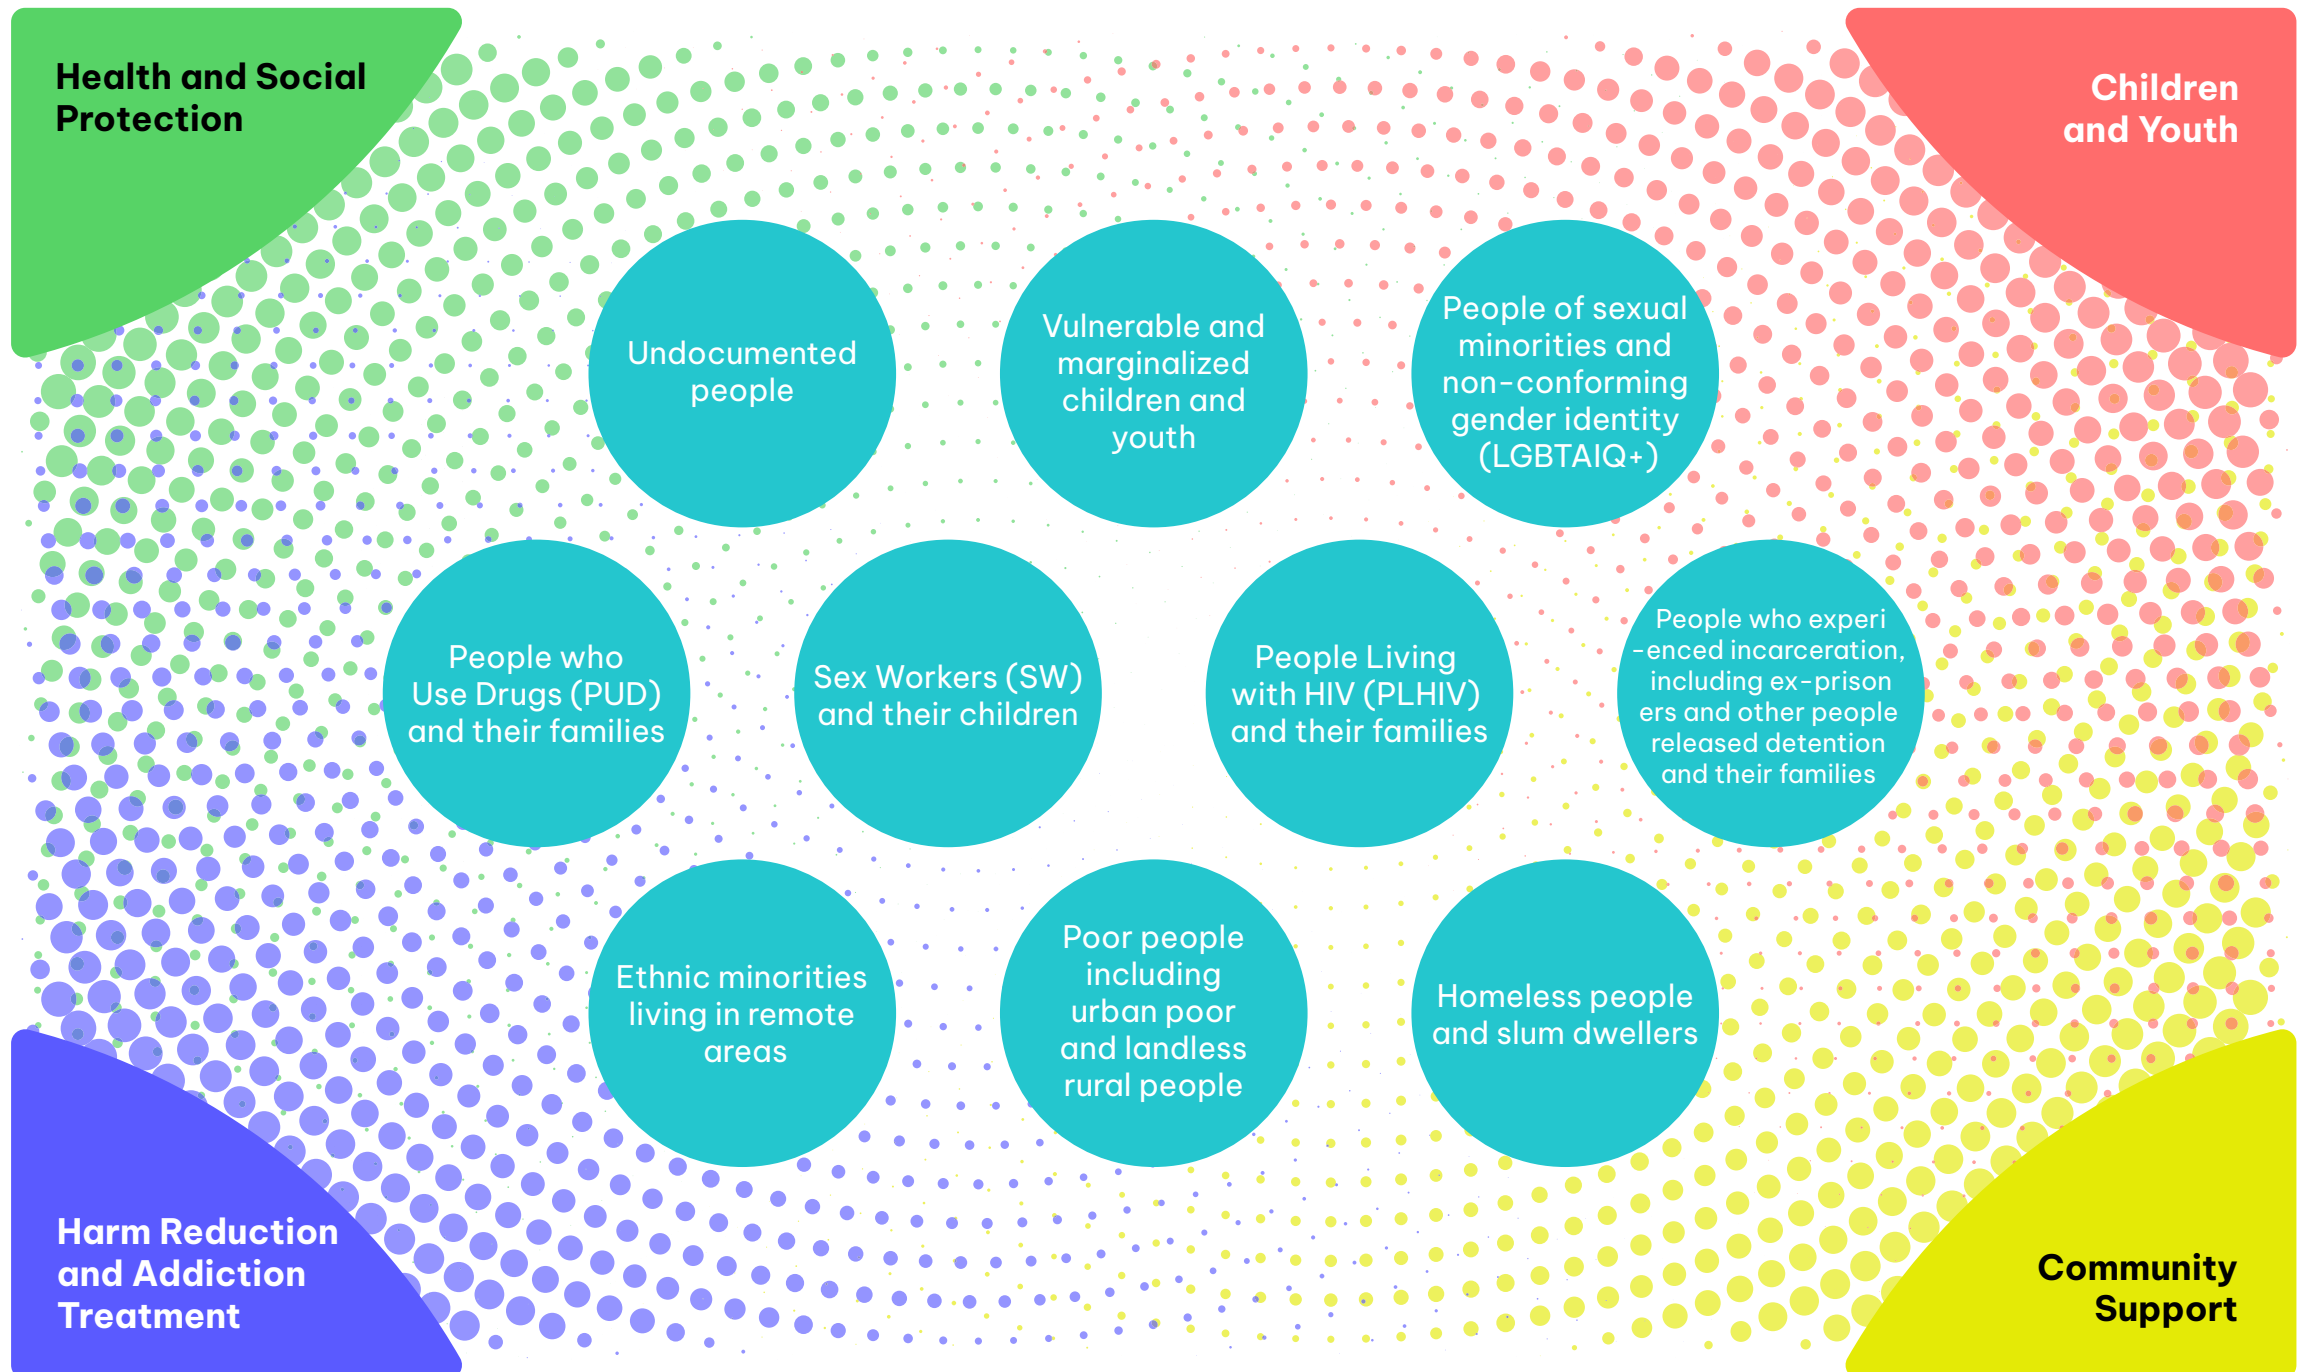 Health and Social
Protection
Children
and Youth
Undocumented
people
Vulnerable and
marginalized
children and
youth
People of sexual
minorities and
non-conforming
gender identity
(LGBTAIQ+)
People who
Use Drugs (PUD)
and their families
Sex Workers (SW)
and their children
People Living
with HIV (PLHIV)
and their families
People who experi
-enced incarceration,
including ex-prison
ers and other people
released detention
and their families
Ethnic minorities
living in remote
areas
Poor people
including
urban poor
and landless
rural people
Homeless people
and slum dwellers
Harm Reduction
and Addiction
Treatment
Community
Support